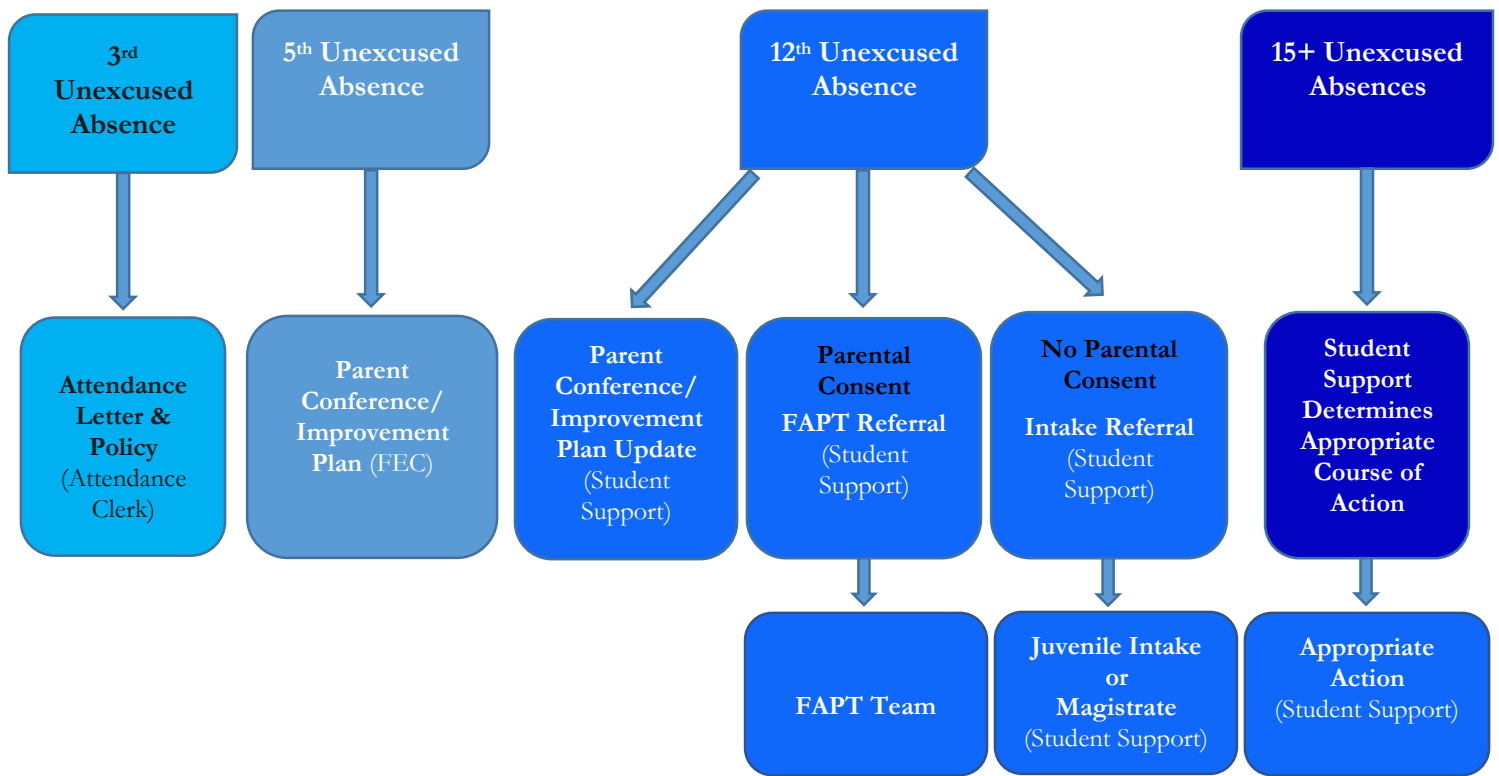 3rd
Unexcused
Absence
5th Unexcused
Absence
12th Unexcused
Absence
15+ Unexcused
Absences
Attendance
Letter &
Policy
(Attendance
Clerk)
Parent
Conference/
Improvement
Plan (FEC)
Parent
Conference/
Improvement
Plan Update
(Student
Support)
Parental
Consent
FAPT Referral
(Student
Support)
No Parental
Consent
Intake Referral
(Student
Support)
Student
Support
Determines
Appropriate
Course of
Action
FAPT Team
Juvenile Intake
or
Magistrate
(Student Support)
Appropriate
Action
(Student Support)